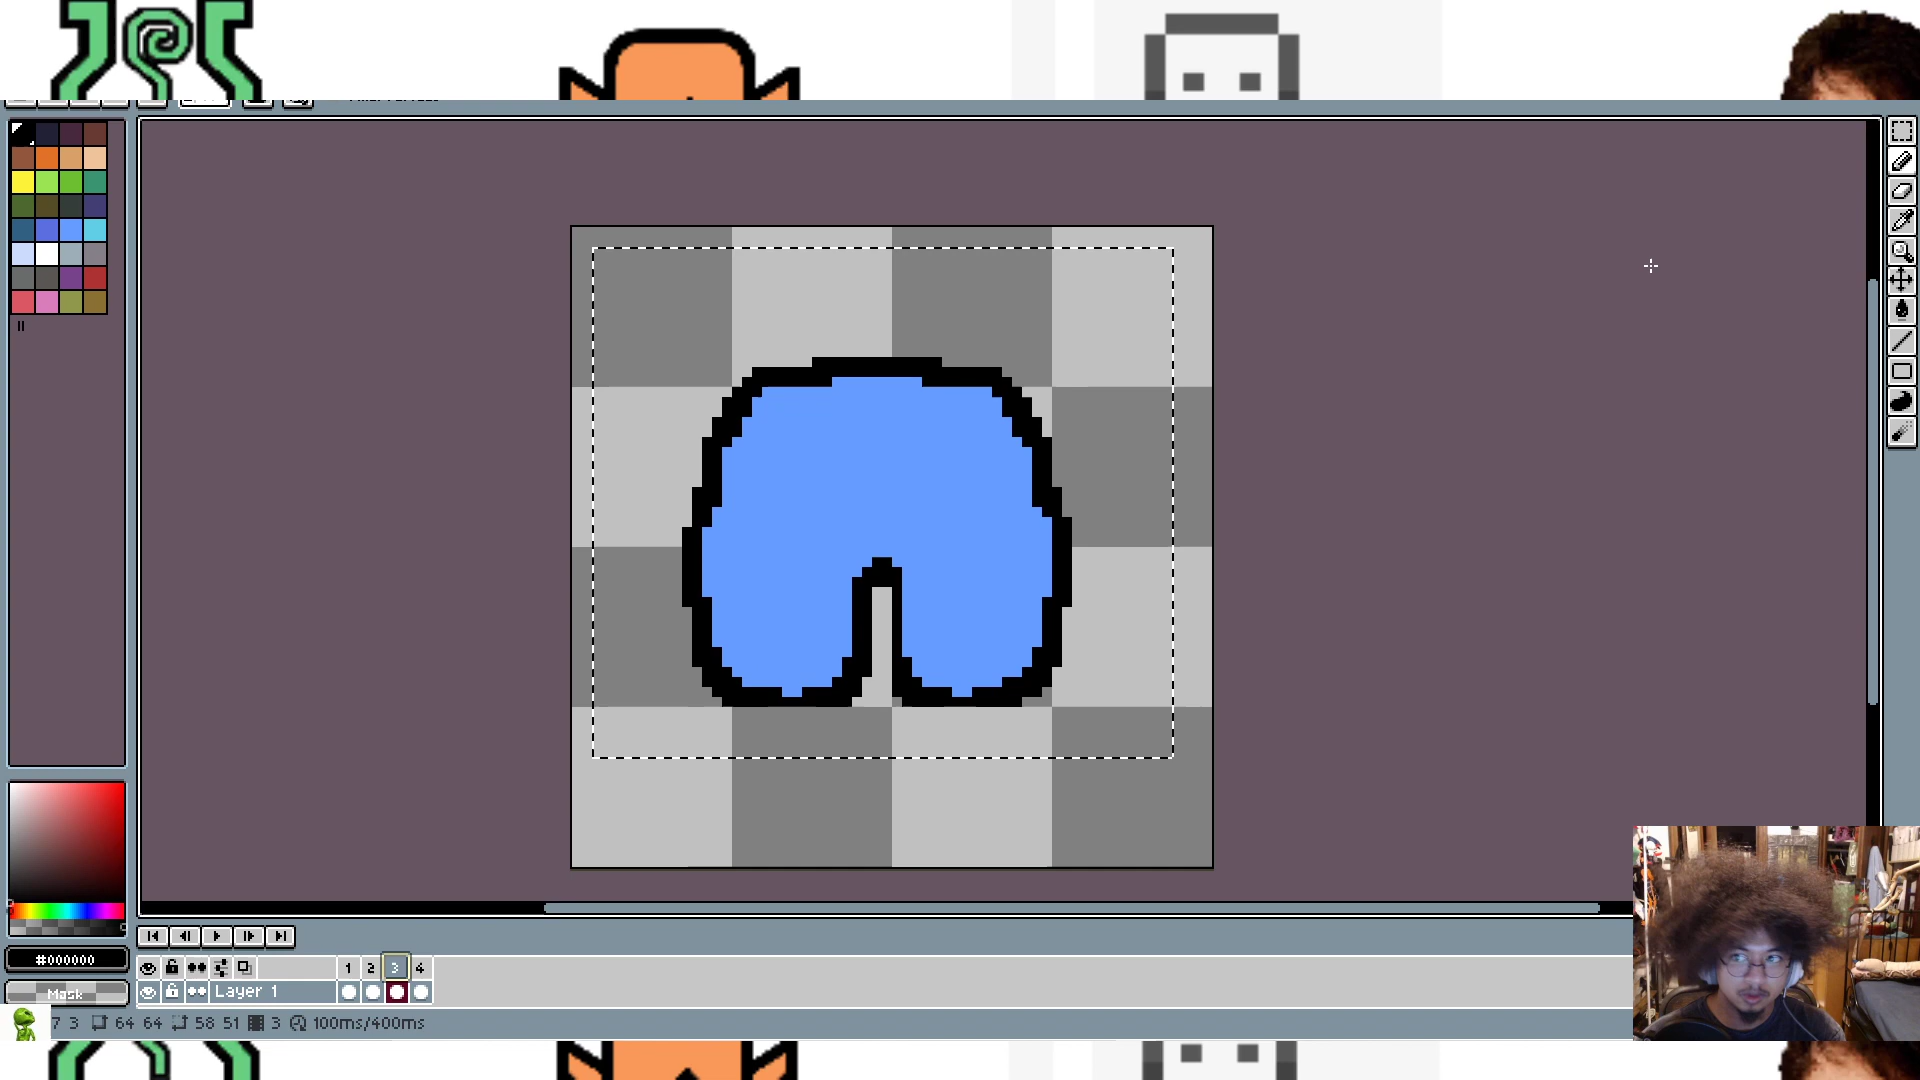 #000000
Mask
1 2 3 4
Layer 1
7 3 64 64 58 51 3 100ms/400ms